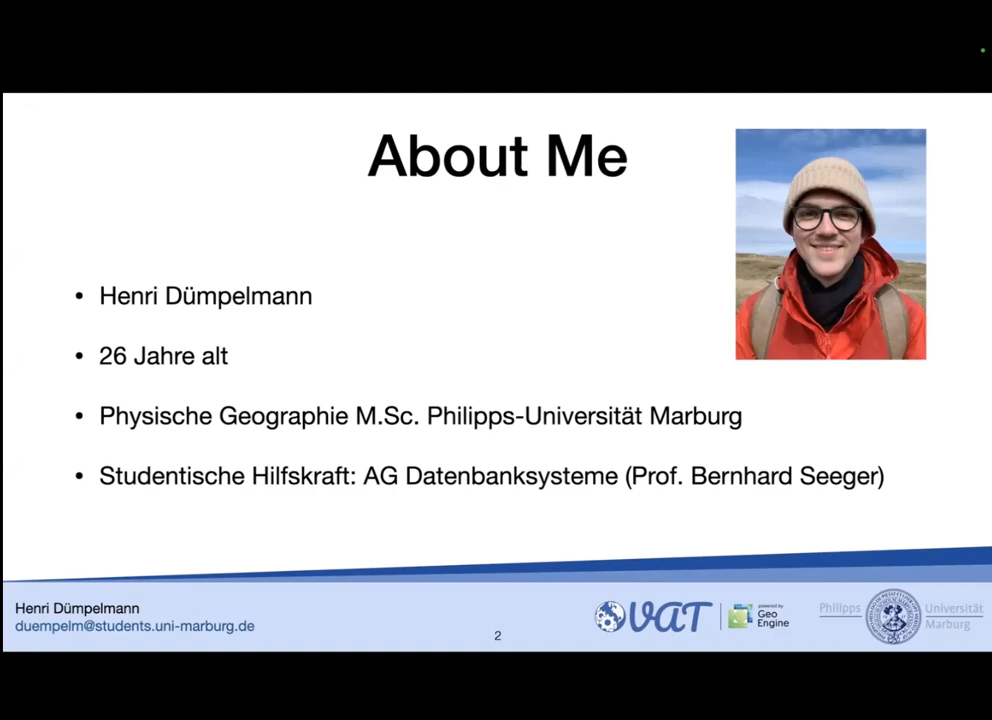 About Me
• Henri Dümpelmann
• 26 Jahre alt
• Physische Geographie M.Sc. Philipps-Universität Marburg
• Studentische Hilfskraft: AG Datenbanksysteme (Prof. Bernhard Seeger)
Henri Dümpelmann
duempelm@students.uni-marburg.de
2
VAT
powered by
Geo
Engine
Philipps
Universität
Marburg